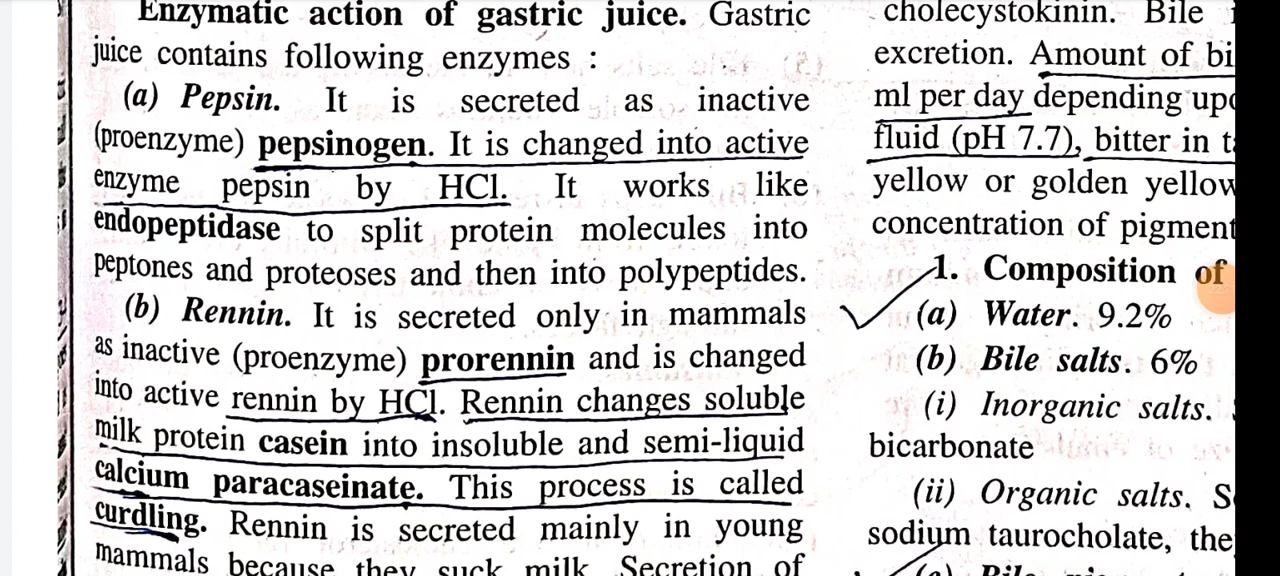 Enzymatic action of gastric juice. Gastric
juice contains following enzymes :
(a) Pepsin. It is secreted as inactive
(proenzyme) pepsinogen. It is changed into active
enzyme pepsin by HCl. It works like
endopeptidase to split protein molecules into
peptones and proteoses and then into polypeptides.
(b) Rennin. It is secreted only in mammals
as inactive (proenzyme) prorennin and is changed
into active rennin by HCl. Rennin changes soluble
milk protein casein into insoluble and semi-liquid
calcium paracaseinate. This process is called
curdling. Rennin is secreted mainly in young
mammals because they suck milk. Secretion of
cholecystokinin. Bile
excretion. Amount of
ml per day depending
fluid (pH 7.7), bitter in
yellow or golden yellow
concentration of pigment
1. Composition of
(a) Water. 9.2%
(b) Bile salts. 6%
(i) Inorganic salts.
bicarbonate
(ii) Organic salts.
sodium taurocholate,